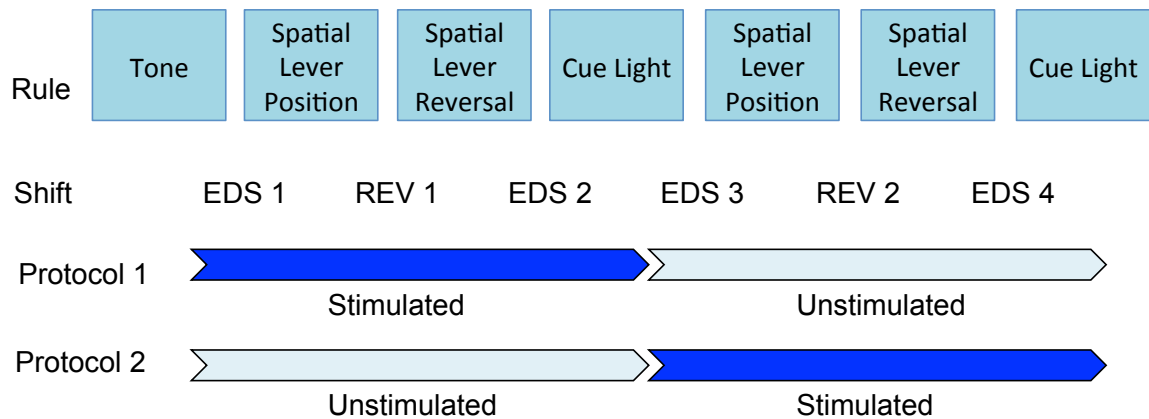 Rule
Tone
Spatial
Lever
Position
Spatial
Lever
Reversal
Cue Light
Spatial
Lever
Position
Spatial
Lever
Reversal
Cue Light
Shift
EDS 1
REV 1
EDS 2
EDS 3
REV 2
EDS 4
Protocol 1
Stimulated
Unstimulated
Protocol 2
Unstimulated
Stimulated